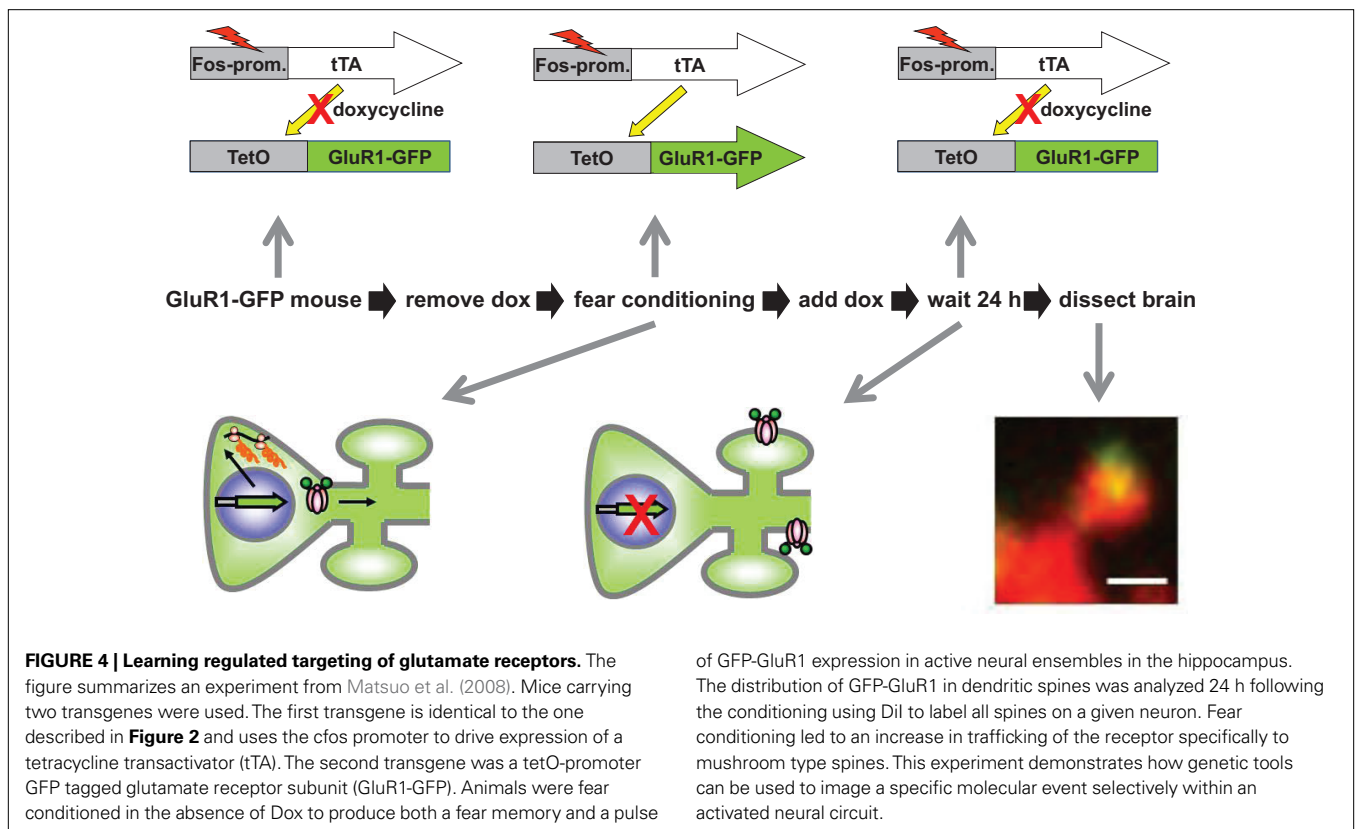 Fos-prom. tTA
doxycycline
TetO GluR1-GFP
Fos-prom. tTA
TetO GluR1-GFP
Fos-prom. tTA
doxycycline
TetO GluR1-GFP
GluR1-GFP mouse remove dox fear conditioning add dox wait 24 h dissect brain
FIGURE 4 | Learning regulated targeting of glutamate receptors. The
figure summarizes an experiment from Matsuo et al. (2008). Mice carrying
two transgenes were used. The first transgene is identical to the one
described in Figure 2 and uses the cfos promoter to drive expression of a
tetracycline transactivator (tTA). The second transgene was a tetO-promoter
GFP tagged glutamate receptor subunit (GluR1-GFP). Animals were fear
conditioned in the absence of Dox to produce both a fear memory and a pulse
of GFP-GluR1 expression in active neural ensembles in the hippocampus.
The distribution of GFP-GluR1 in dendritic spines was analyzed 24 h following
the conditioning using DiI to label all spines on a given neuron. Fear
conditioning led to an increase in trafficking of the receptor specifically to
mushroom type spines. This experiment demonstrates how genetic tools
can be used to image a specific molecular event selectively within an
activated neural circuit.